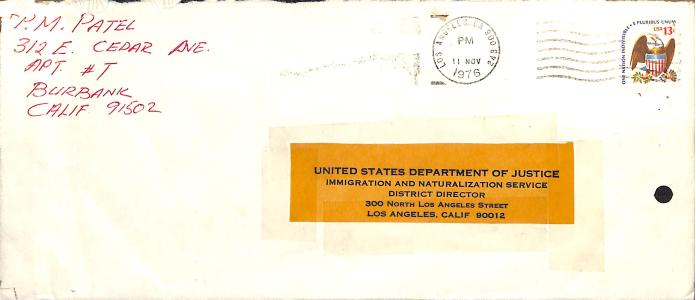 P.M. PATEL
312 E. CEDAR AVE.
APT. #T
BURBANK
CALIF 91502
LOS ANGELES, CA 900
PM
11 NOV
1976
ONE NATION INDIVISIBLE • E PLURIBUS UNUM
USA 13c
UNITED STATES DEPARTMENT OF JUSTICE
IMMIGRATION AND NATURALIZATION SERVICE
DISTRICT DIRECTOR
300 NORTH LOS ANGELES STREET
LOS ANGELES, CALIF 90012